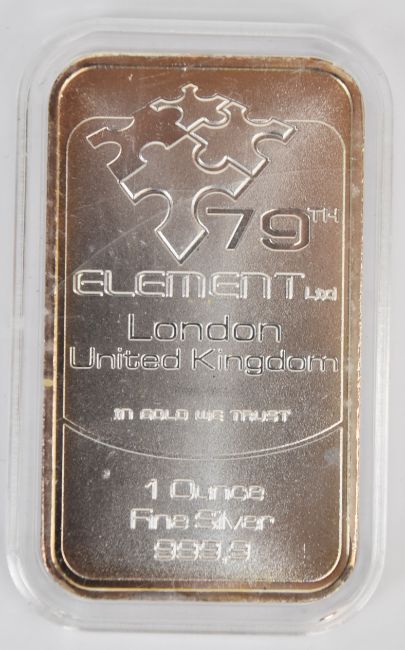 79TH
ELEMENT Ltd
London
United Kingdom
IN GOLD WE TRUST
1 Ounce
Fine Silver
999,9